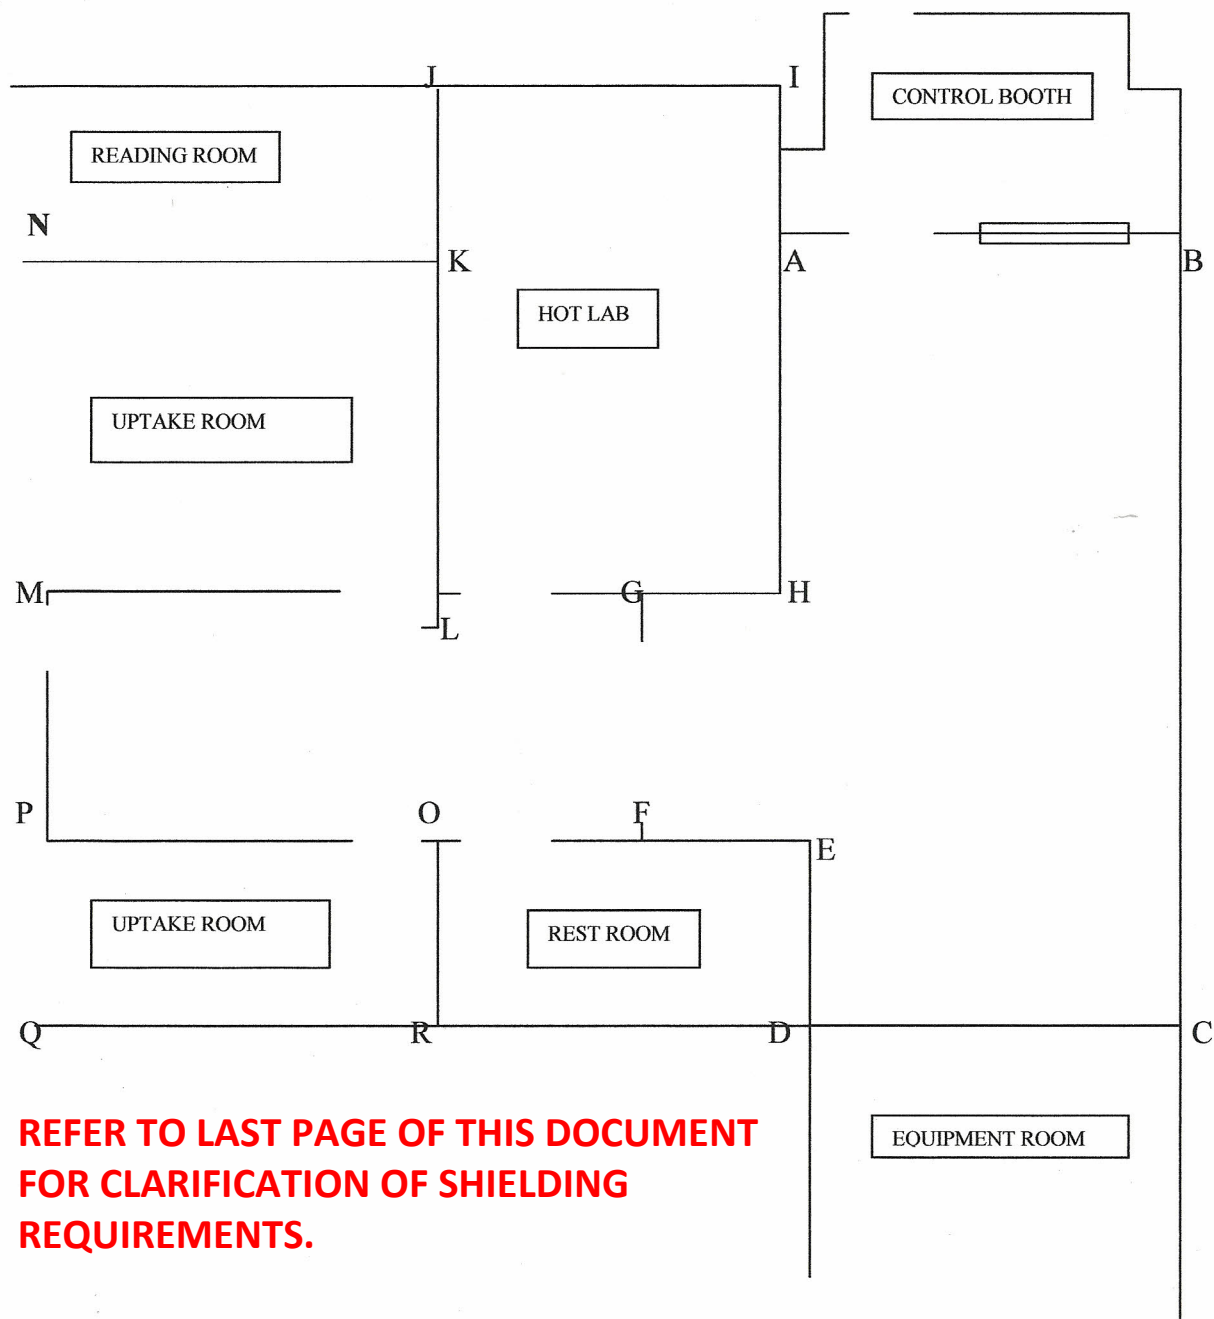 J
I
CONTROL BOOTH
READING ROOM
N
K
A
B
HOT LAB
UPTAKE ROOM
M
G
H
L
P
O
F
E
UPTAKE ROOM
REST ROOM
Q
R
D
C
REFER TO LAST PAGE OF THIS DOCUMENT
FOR CLARIFICATION OF SHIELDING
REQUIREMENTS.
EQUIPMENT ROOM